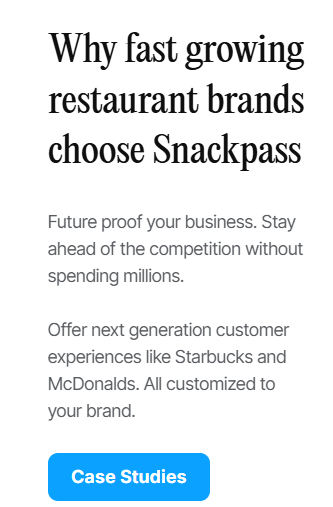 Why fast growing
restaurant brands
choose Snackpass
Future proof your business. Stay
ahead of the competition without
spending millions.
Offer next generation customer
experiences like Starbucks and
McDonalds. All customized to
your brand.
Case Studies